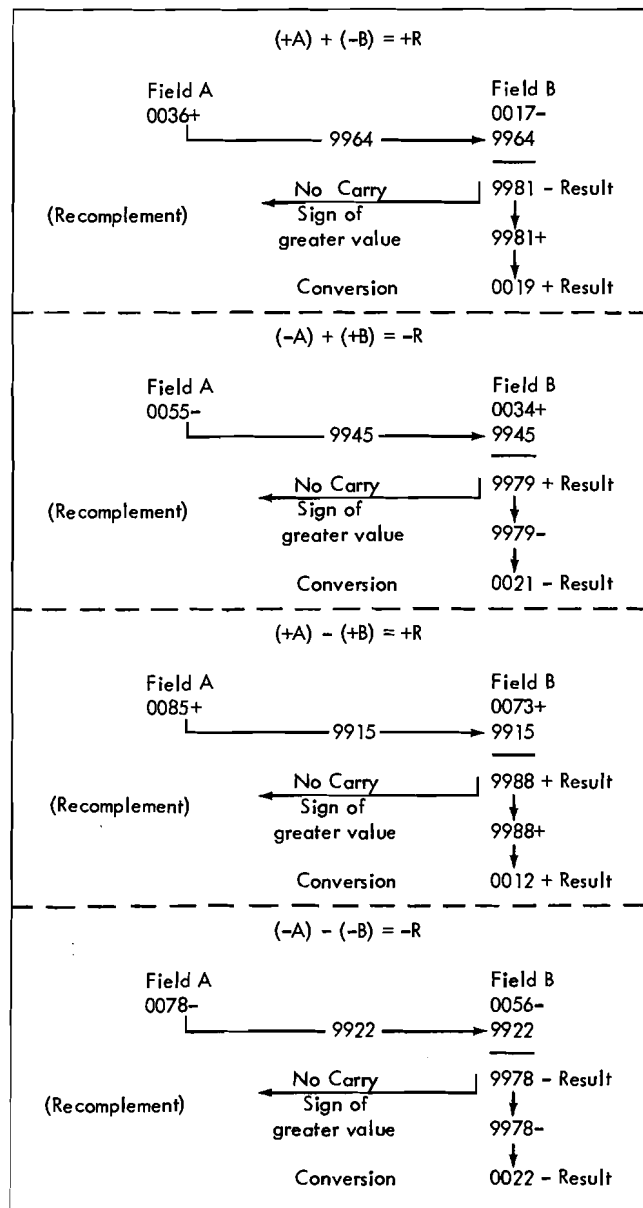 (+A) + (-B) = +R
Field A Field B
0036+ 0017-
9964 9964
No Carry 9981 - Result
(Recomplement) Sign of
greater value 9981+
Conversion 0019 + Result
(-A) + (+B) = -R
Field A Field B
0055- 0034+
9945 9945
No Carry 9979 + Result
(Recomplement) Sign of
greater value 9979-
Conversion 0021 - Result
(+A) - (+B) = +R
Field A Field B
0085+ 0073+
9915 9915
No Carry 9988 + Result
(Recomplement) Sign of
greater value 9988+
Conversion 0012 + Result
(-A) - (-B) = -R
Field A Field B
0078- 0056-
9922 9922
No Carry 9978 - Result
(Recomplement) Sign of
greater value 9978-
Conversion 0022 - Result